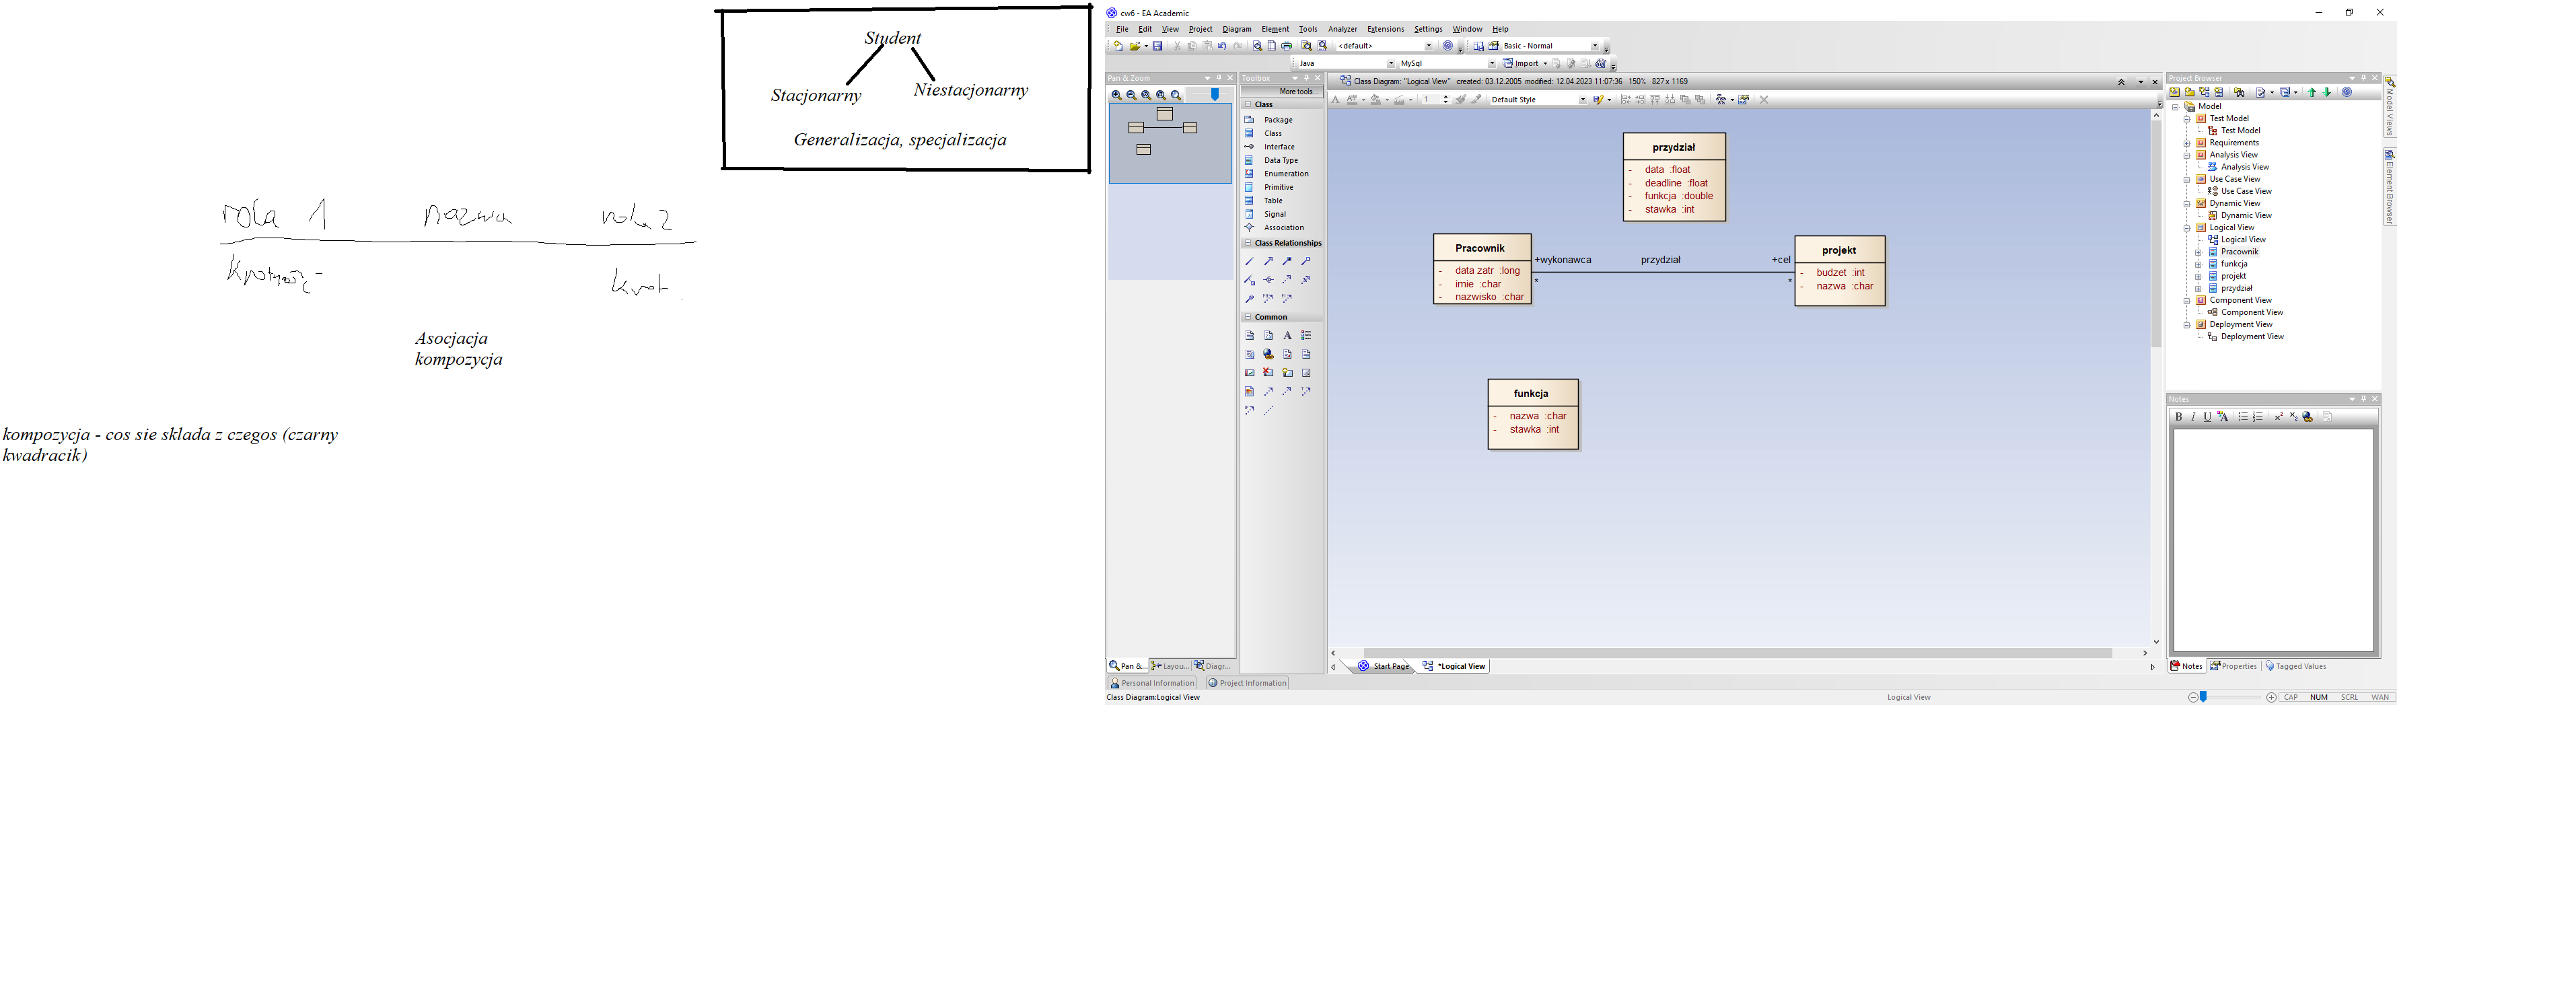 Student
Stacjonarny
Niestacjonarny
Generalizacja, specjalizacja
rola 1 nazwa rola 2
krot.
Asocjacja
kompozycja
kompozycja - cos sie sklada z czegos (czarny
kwadracik)
cw6 - EA Academic
File Edit View Project Diagram Element Tools Analyzer Extensions Settings Window Help
<default> Basic - Normal
Java MySql Import
Pan & Zoom
Toolbox
More tools...
Class
Package
Class
Interface
Data Type
Enumeration
Primitive
Table
Signal
Association
Class Relationships
Common
Class Diagram: "Logical View" created: 03.12.2005 modified: 12.04.2023 11:07:36 150% 827 x 1169
A 1 Default Style
przydział
- data :float
- deadline :float
- funkcja :double
- stawka :int
Pracownik
- data zatr :long
- imie :char
- nazwisko :char
+wykonawca przydział +cel
* *
projekt
- budzet :int
- nazwa :char
funkcja
- nazwa :char
- stawka :int
Project Browser
Model
Test Model
Test Model
Requirements
Analysis View
Analysis View
Use Case View
Use Case View
Dynamic View
Dynamic View
Logical View
Logical View
Pracownik
funkcja
projekt
przydział
Component View
Component View
Deployment View
Deployment View
Model Views
Element Browser
Notes
B I U A
Notes Properties Tagged Values
Pan &... Layou... Diagr...
Start Page *Logical View
Personal Information Project Information
Class Diagram:Logical View
Logical View
CAP NUM SCRL WAN